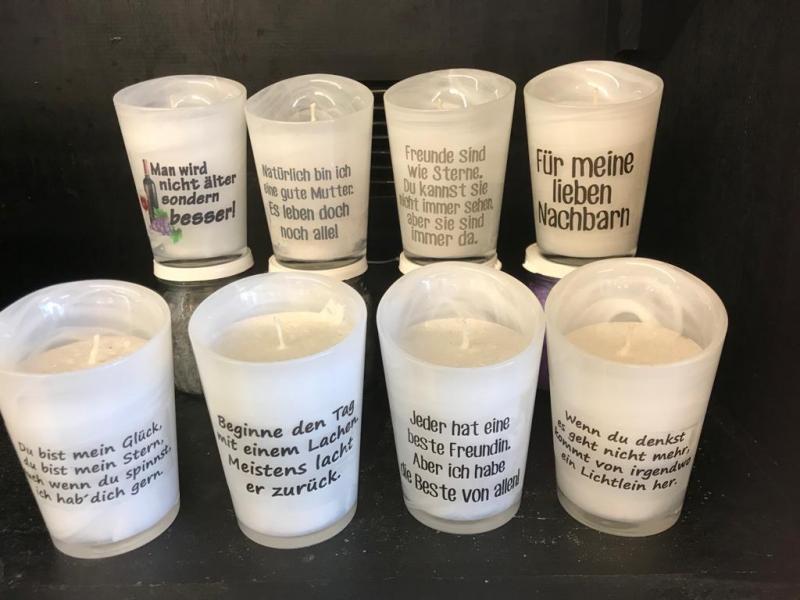 Man wird
nicht älter
sondern
besser!
Natürlich bin ich
eine gute Mutter.
Es leben doch
noch alle!
Freunde sind
wie Sterne.
Du kannst sie
nicht immer sehen,
aber sie sind
immer da.
Für meine
lieben
Nachbarn
Du bist mein Glück,
du bist mein Stern,
auch wenn du spinnst,
ich hab´dich gern.
Beginne den Tag
mit einem Lachen.
Meistens lacht
er zurück.
Jeder hat eine
beste Freundin.
Aber ich habe
die Beste von allen!
Wenn du denkst
es geht nicht mehr,
kommt von irgendwo
ein Lichtlein her.